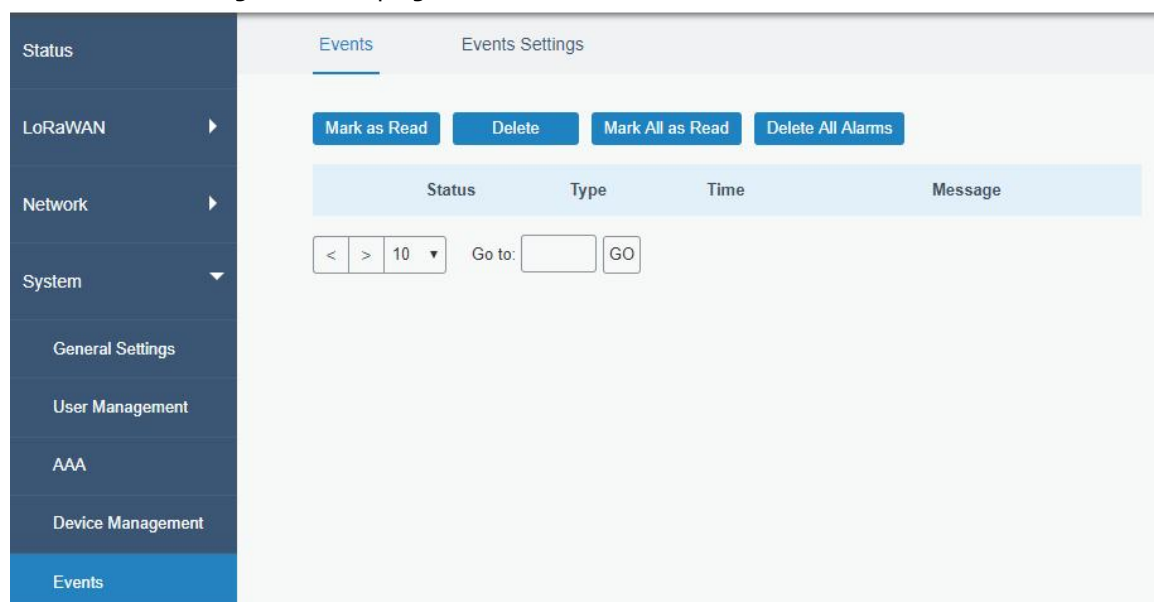 Status
LoRaWAN
Network
System
General Settings
User Management
AAA
Device Management
Events
Events Events Settings
Mark as Read Delete Mark All as Read Delete All Alarms
Status Type Time Message
< > 10 Go to: GO